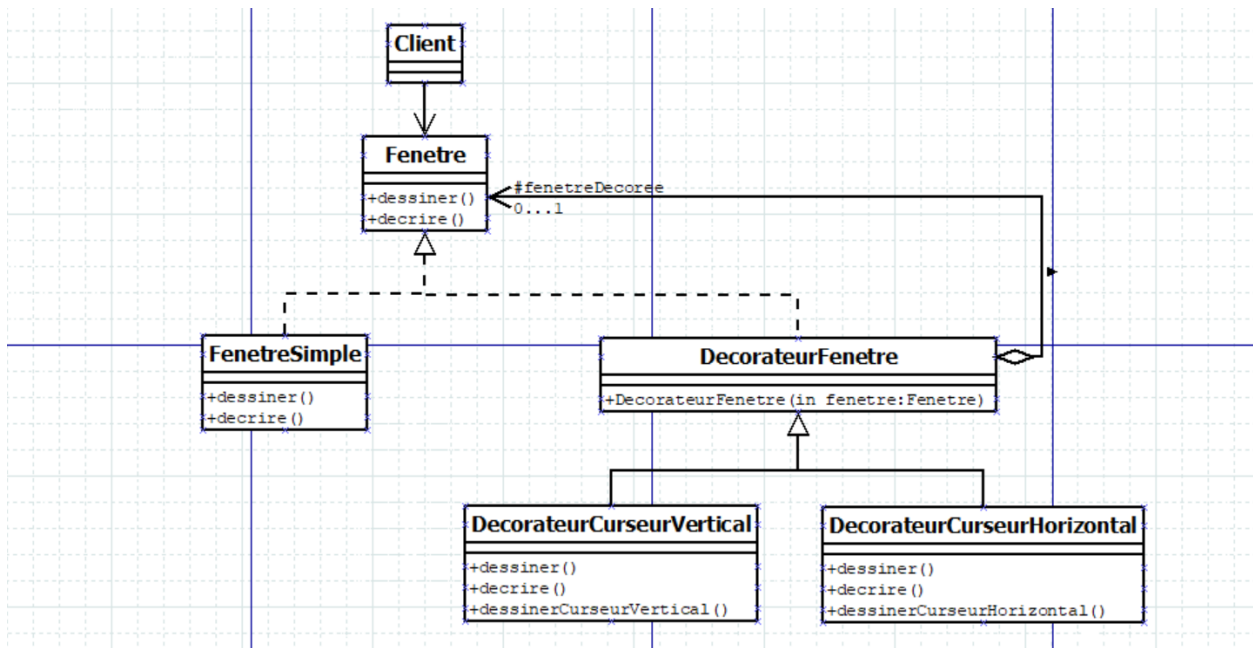 Client
Fenetre
+dessiner()
+decrire()
#fenetreDecoree
0...1
FenetreSimple
+dessiner()
+decrire()
DecorateurFenetre
+DecorateurFenetre(in fenetre:Fenetre)
DecorateurCurseurVertical
+dessiner()
+decrire()
+dessinerCurseurVertical()
DecorateurCurseurHorizontal
+dessiner()
+decrire()
+dessinerCurseurHorizontal()